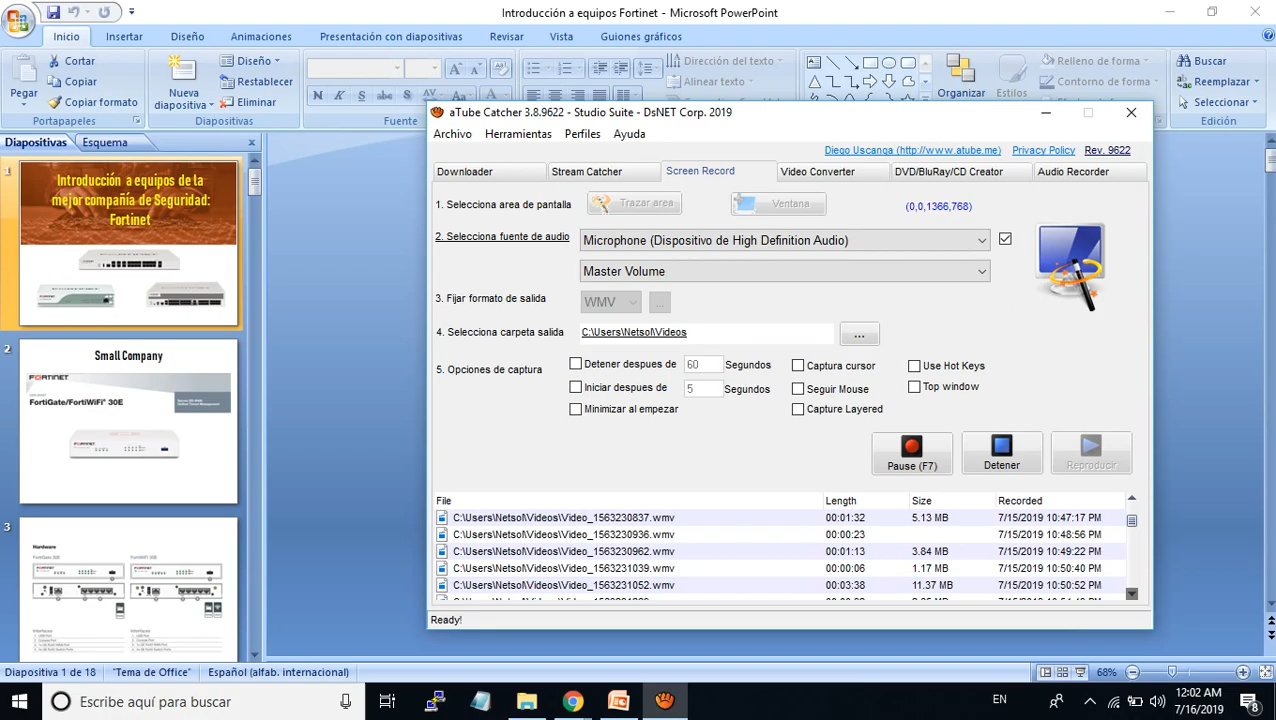 Introducción a equipos Fortinet - Microsoft PowerPoint
Inicio Insertar Diseño Animaciones Presentación con diapositivas Revisar Vista Guiones gráficos
Pegar
Cortar
Copiar
Copiar formato
Portapapeles
Nueva diapositiva
Diseño
Restablecer
Eliminar
Diapositivas
N K S abc
Fuente
Dirección del texto
Alinear texto
Organizar
Estilos
Relleno de forma
Contorno de forma
Buscar
Reemplazar
Seleccionar
Edición
Diapositivas Esquema
1
Introducción a equipos de la
mejor compañía de Seguridad:
Fortinet
2
Small Company
FORTINET
FortiGate/FortiWiFi 30E
3
Hardware
FortiGate 30E FortiWiFi 30E
Interfaces Interfaces
aTube Catcher 3.8.9622 - Studio Suite - DsNET Corp. 2019
Archivo Herramientas Perfiles Ayuda
Diego Uscanga (http://www.atube.me) Privacy Policy Rev. 9622
Downloader Stream Catcher Screen Record Video Converter DVD/BluRay/CD Creator Audio Recorder
1. Selecciona area de pantalla Trazar area Ventana (0,0,1366,768)
2. Selecciona fuente de audio Microphone (Dispositivo de High Definition Audio)
Master Volume
3. Fijar formato de salida WMV ...
4. Selecciona carpeta salida C:\Users\Netsol\Videos ...
5. Opciones de captura
Detener despues de 60 Segundos Captura cursor Use Hot Keys
Iniciar despues de 5 Segundos Seguir Mouse Top window
Minimizar al empezar Capture Layered
Pause (F7) Detener Reproducir
File Length Size Recorded
C:\Users\Netsol\Videos\Video_1563230837.wmv 00:01:32 5.13 MB 7/15/2019 10:47:17 PM
C:\Users\Netsol\Videos\Video_1563230936.wmv 00:00:23 7/15/2019 10:48:56 PM
C:\Users\Netsol\Videos\Video_1563230962.wmv 00:01:13 3.84 MB 7/15/2019 10:49:22 PM
C:\Users\Netsol\Videos\Video_1563231039.wmv 00:00:06 1.17 MB 7/15/2019 10:50:40 PM
C:\Users\Netsol\Videos\Video_1563231052.wmv 00:03:38 11.37 MB 7/15/2019 10:50:52 PM
Ready!
Diapositiva 1 de 18 "Tema de Office" Español (alfab. internacional) 68%
Escribe aquí para buscar
EN
12:02 AM
7/16/2019
8